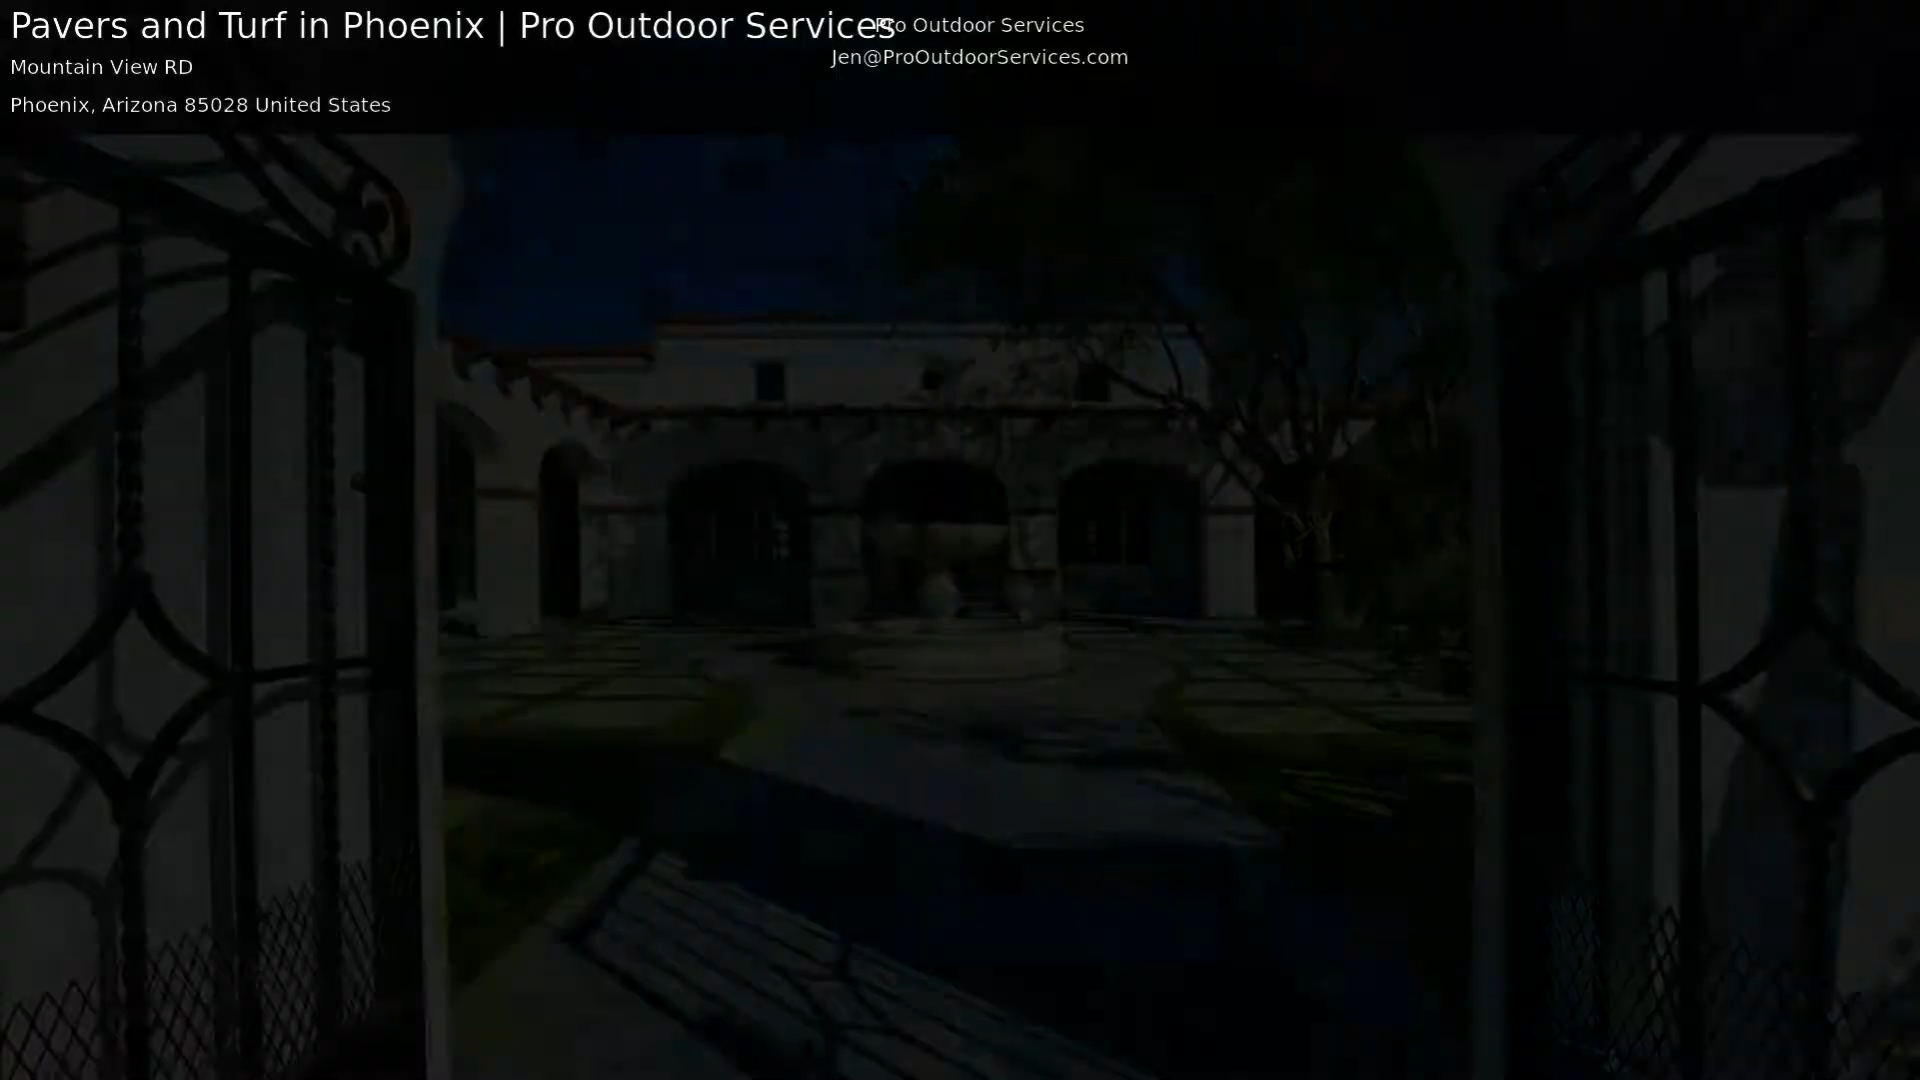 Pavers and Turf in Phoenix | Pro Outdoor Services
Mountain View RD
Phoenix, Arizona 85028 United States
Pro Outdoor Services
Jen@ProOutdoorServices.com